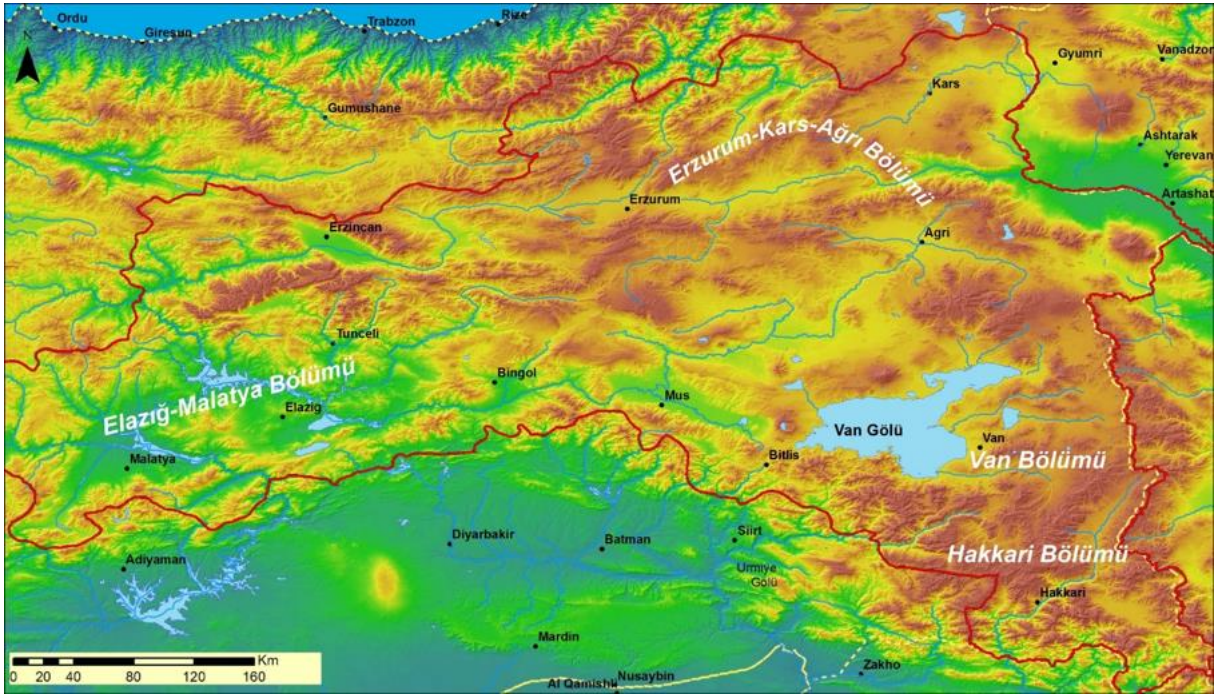 Ordu
Giresun
Trabzon
Rize
N
Gumushane
Gyumri
Vanadzor
Kars
Ashtarak
Yerevan
Artashat
Erzurum-Kars-Ağrı Bölümü
Erzurum
Erzincan
Agri
Tunceli
Bingol
Mus
Elazığ-Malatya Bölümü
Elazig
Malatya
Van Gölü
Van
Van Bölümü
Bitlis
Diyarbakir
Batman
Siirt
Urmiye
Gölü
Hakkari Bölümü
Hakkari
Adiyaman
Mardin
Zakho
Nusaybin
Al Qamishli
Km
0 20 40 80 120 160